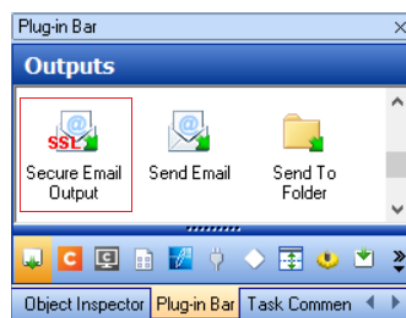 Plug-in Bar
Outputs
SSL
Secure Email
Output
Send Email
Send To
Folder
Object Inspector
Plug-in Bar
Task Commen